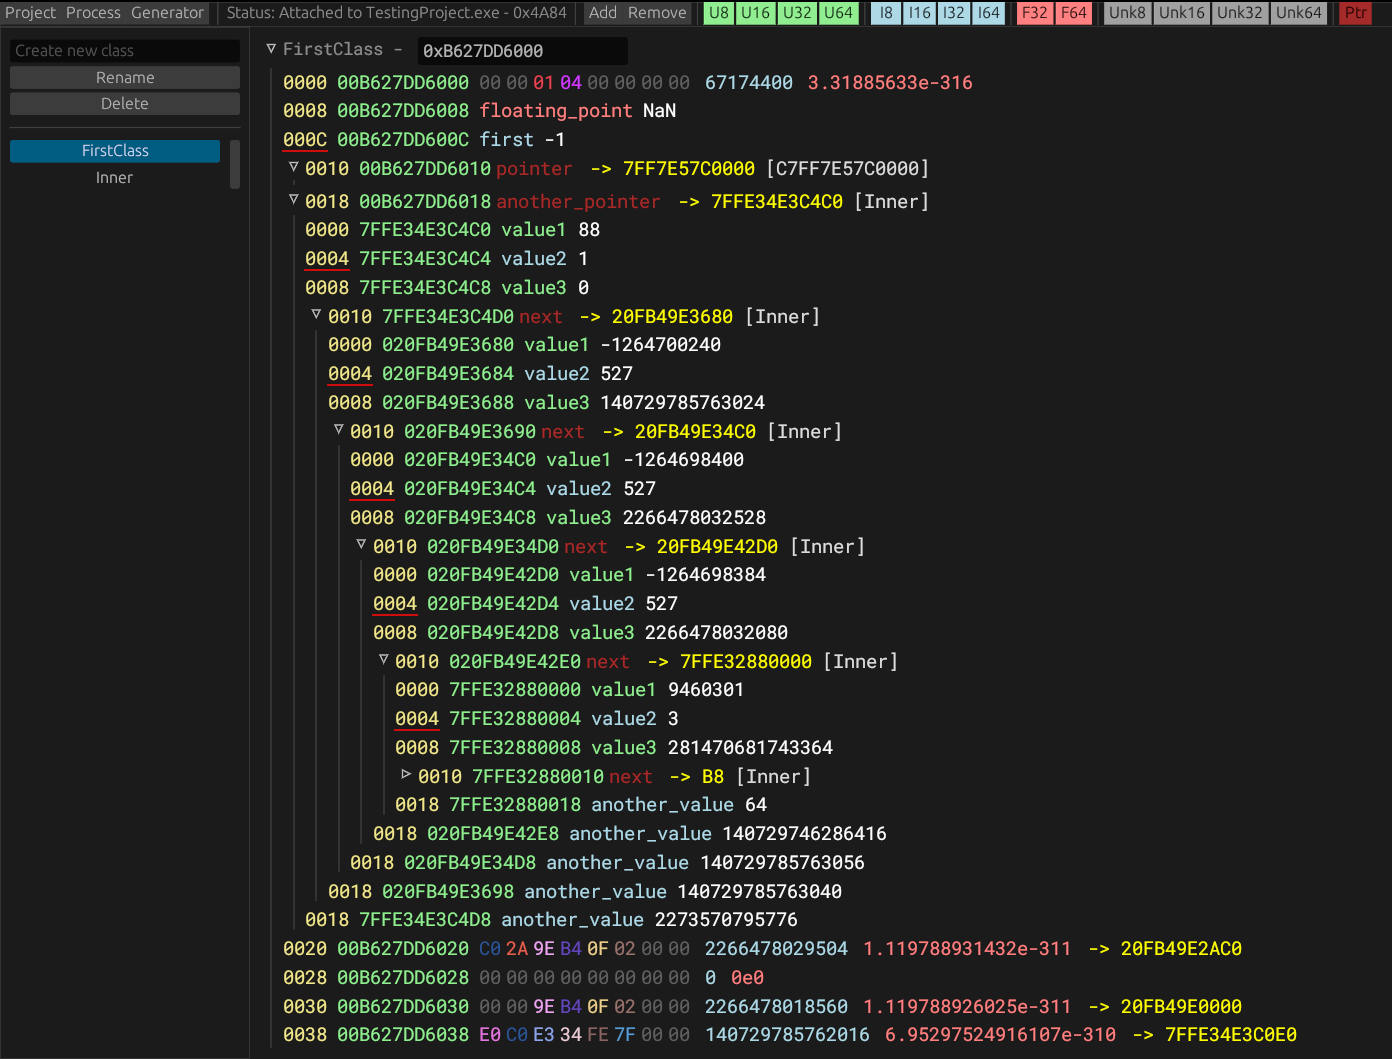 Project Process Generator Status: Attached to TestingProject.exe - 0x4A84 Add Remove U8 U16 U32 U64 I8 I16 I32 I64 F32 F64 Unk8 Unk16 Unk32 Unk64 Ptr
Create new class
Rename
Delete
FirstClass
Inner
FirstClass - 0xB627DD6000
0000 00B627DD6000 00 00 01 04 00 00 00 00 67174400 3.31885633e-316
0008 00B627DD6008 floating_point NaN
000C 00B627DD600C first -1
0010 00B627DD6010 pointer -> 7FF7E57C0000 [C7FF7E57C0000]
0018 00B627DD6018 another_pointer -> 7FFE34E3C4C0 [Inner]
0000 7FFE34E3C4C0 value1 88
0004 7FFE34E3C4C4 value2 1
0008 7FFE34E3C4C8 value3 0
0010 7FFE34E3C4D0 next -> 20FB49E3680 [Inner]
0000 020FB49E3680 value1 -1264700240
0004 020FB49E3684 value2 527
0008 020FB49E3688 value3 140729785763024
0010 020FB49E3690 next -> 20FB49E34C0 [Inner]
0000 020FB49E34C0 value1 -1264698400
0004 020FB49E34C4 value2 527
0008 020FB49E34C8 value3 2266478032528
0010 020FB49E34D0 next -> 20FB49E42D0 [Inner]
0000 020FB49E42D0 value1 -1264698384
0004 020FB49E42D4 value2 527
0008 020FB49E42D8 value3 2266478032080
0010 020FB49E42E0 next -> 7FFE32880000 [Inner]
0000 7FFE32880000 value1 9460301
0004 7FFE32880004 value2 3
0008 7FFE32880008 value3 281470681743364
0010 7FFE32880010 next -> B8 [Inner]
0018 7FFE32880018 another_value 64
0018 020FB49E42E8 another_value 140729746286416
0018 020FB49E34D8 another_value 140729785763056
0018 020FB49E3698 another_value 140729785763040
0018 7FFE34E3C4D8 another_value 2273570795776
0020 00B627DD6020 C0 2A 9E B4 0F 02 00 00 2266478029504 1.119788931432e-311 -> 20FB49E2AC0
0028 00B627DD6028 00 00 00 00 00 00 00 00 0 0e0
0030 00B627DD6030 00 00 9E B4 0F 02 00 00 2266478018560 1.119788926025e-311 -> 20FB49E0000
0038 00B627DD6038 E0 C0 E3 34 FE 7F 00 00 140729785762016 6.95297524916107e-310 -> 7FFE34E3C0E0